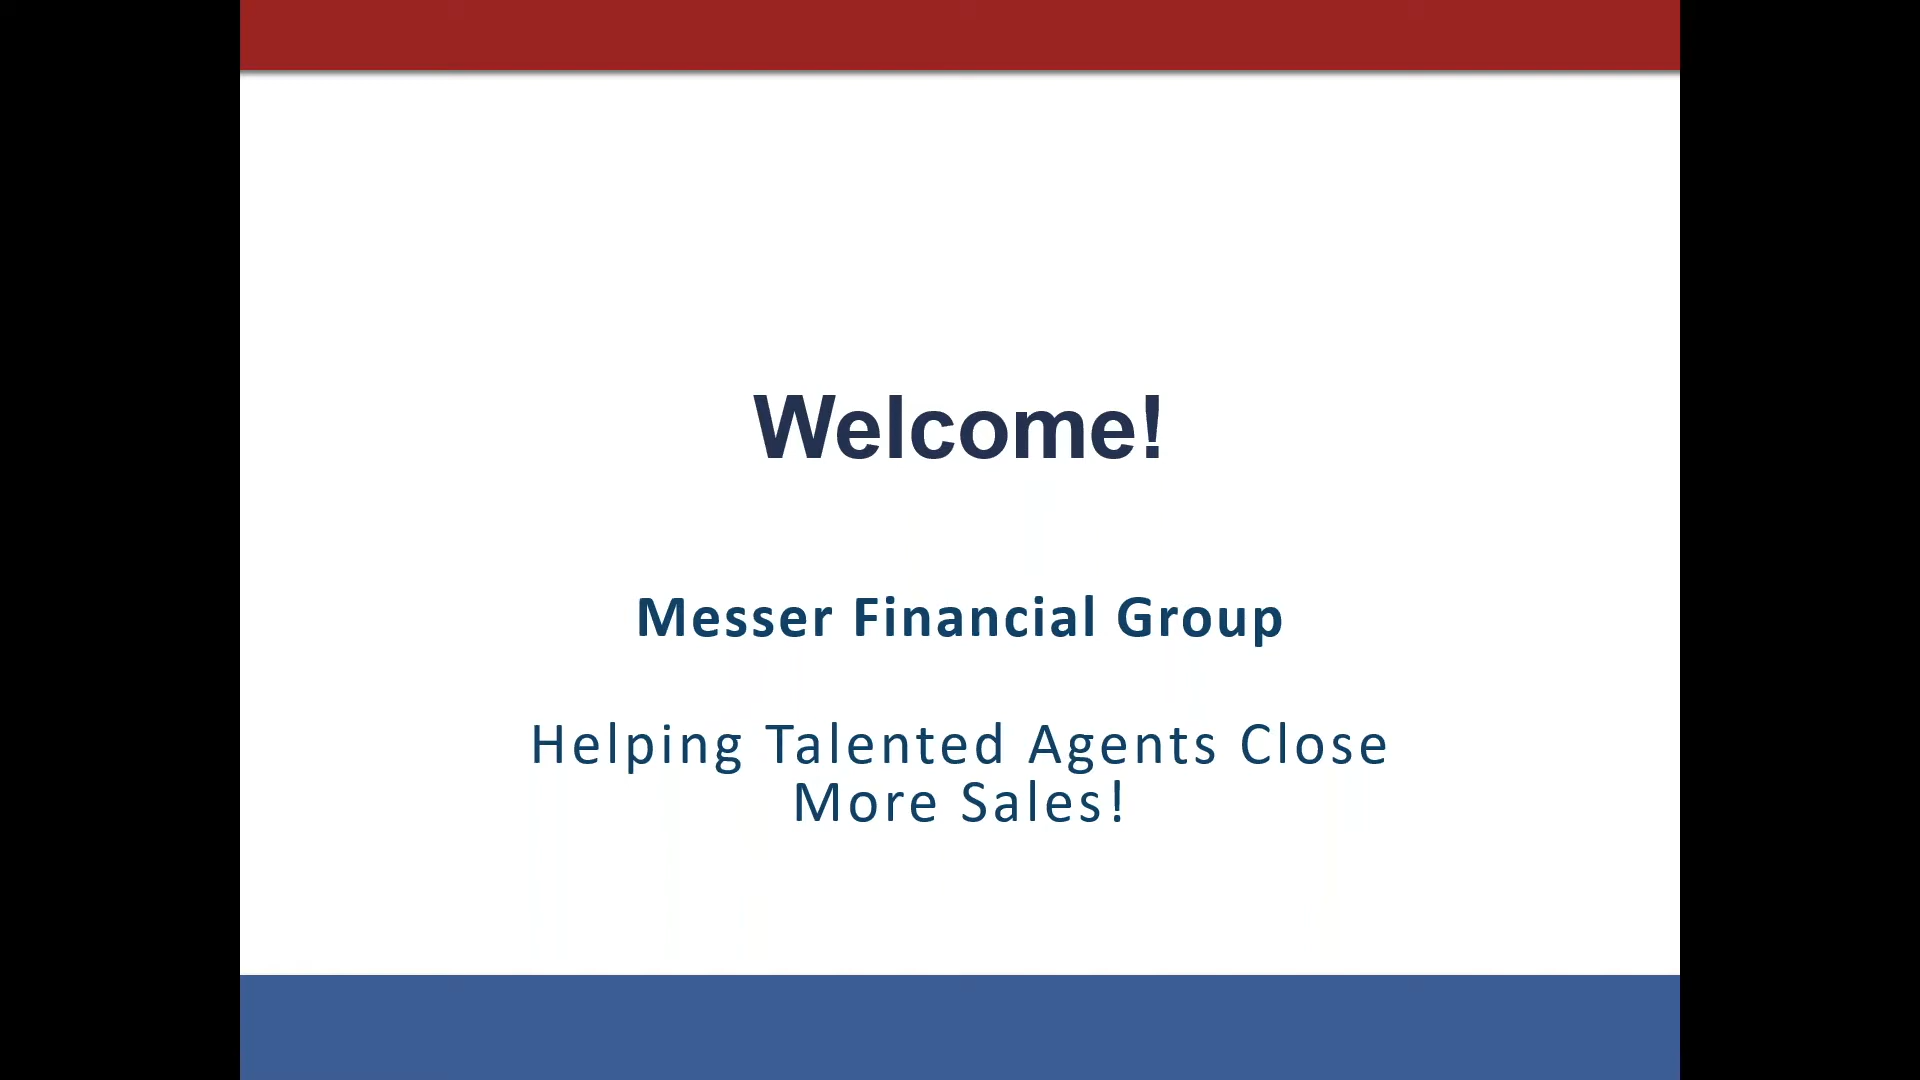 Welcome!
Messer Financial Group
Helping Talented Agents Close
More Sales!